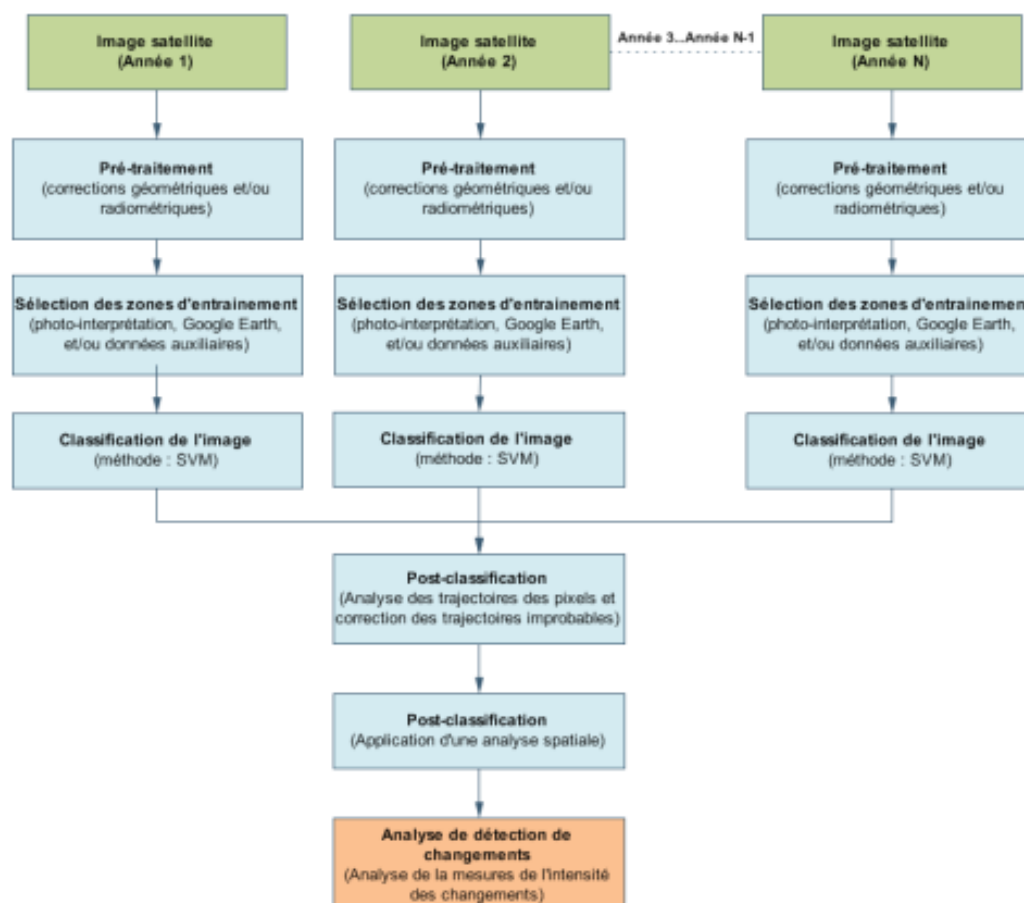 Image satellite
(Année 1)
Image satellite
(Année 2)
Année 3...Année N-1
Image satellite
(Année N)
Pré-traitement
(corrections géométriques et/ou
radiométriques)
Pré-traitement
(corrections géométriques et/ou
radiométriques)
Pré-traitement
(corrections géométriques et/ou
radiométriques)
Sélection des zones d'entrainement
(photo-interprétation, Google Earth,
et/ou données auxiliaires)
Sélection des zones d'entrainement
(photo-interprétation, Google Earth,
et/ou données auxiliaires)
Sélection des zones d'entrainemen
(photo-interprétation, Google Earth,
et/ou données auxiliaires)
Classification de l'image
(méthode : SVM)
Classification de l'image
(méthode : SVM)
Classification de l'image
(méthode : SVM)
Post-classification
(Analyse des trajectoires des pixels et
correction des trajectoires improbables)
Post-classification
(Application d'une analyse spatiale)
Analyse de détection de
changements
(Analyse de la mesures de l'intensité
des changements)